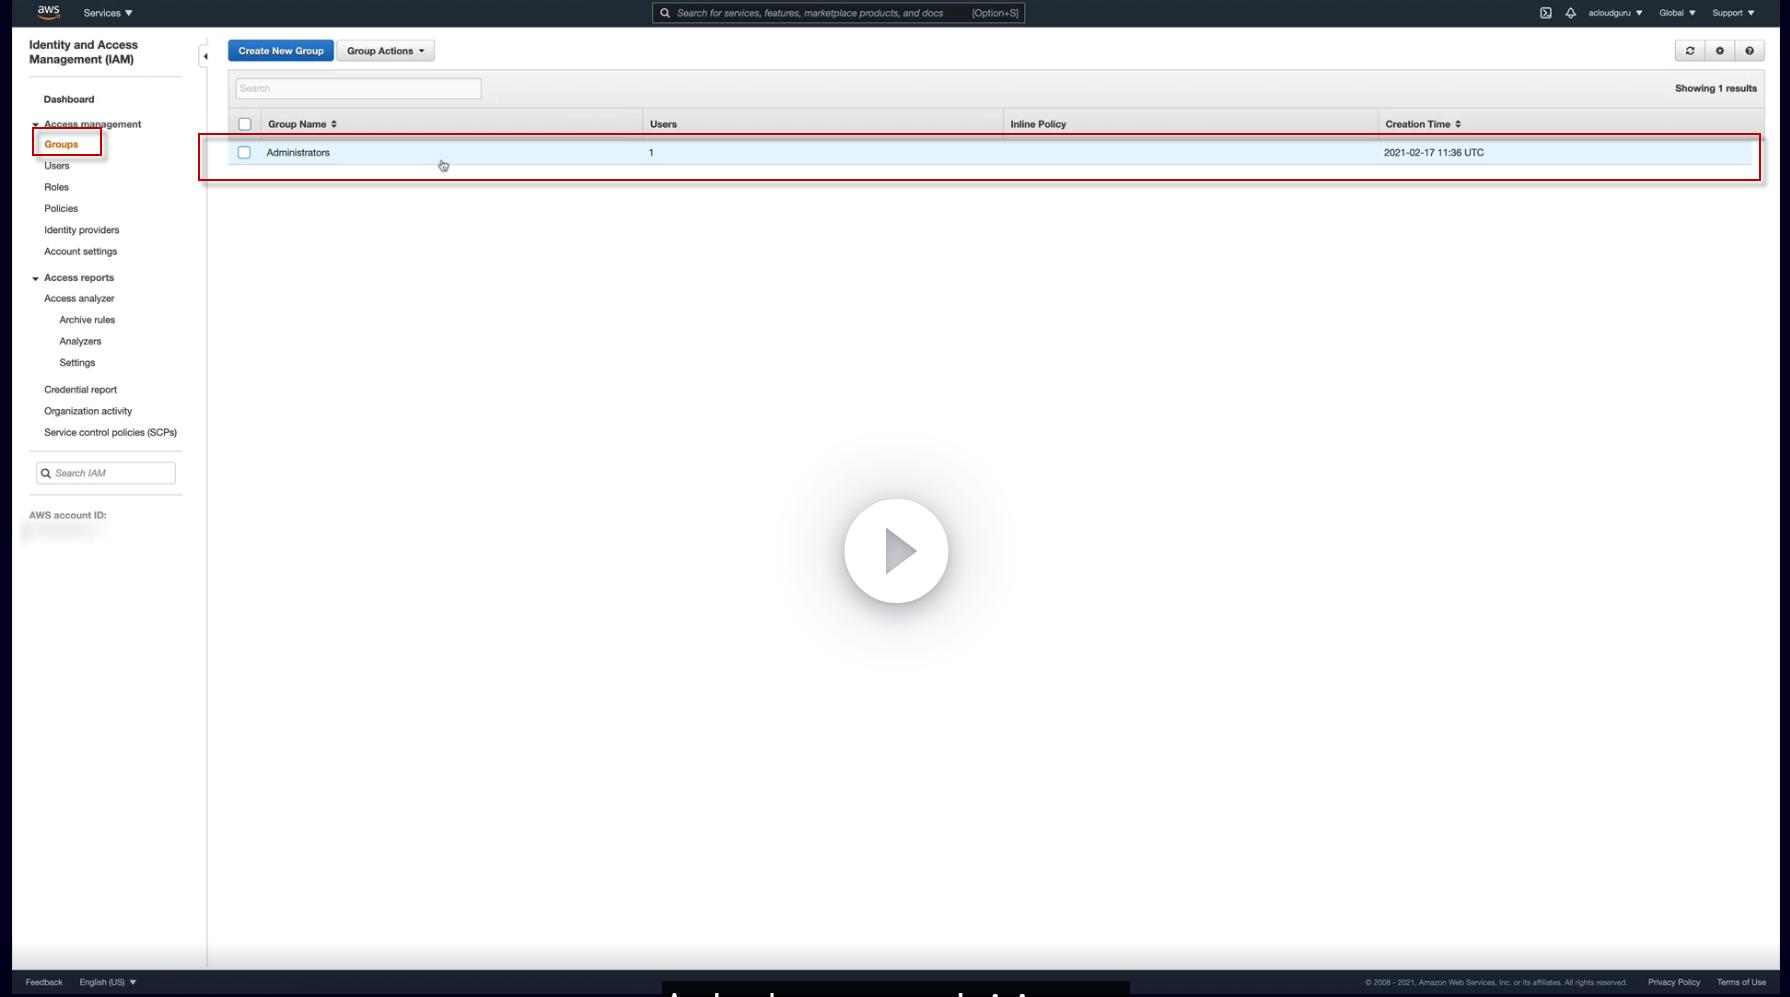 aws
Services
Search for services, features, marketplace products, and docs [Option+S]
acloudguru
Global
Support
Identity and Access
Management (IAM)
Dashboard
Access management
Groups
Users
Roles
Policies
Identity providers
Account settings
Access reports
Access analyzer
Archive rules
Analyzers
Settings
Credential report
Organization activity
Service control policies (SCPs)
Search IAM
AWS account ID:
Create New Group
Group Actions
Search
Showing 1 results
Group Name Users Inline Policy Creation Time
Administrators 1 2021-02-17 11:36 UTC
Feedback
English (US)
© 2008 - 2021, Amazon Web Services, Inc. or its affiliates. All rights reserved.
Privacy Policy
Terms of Use